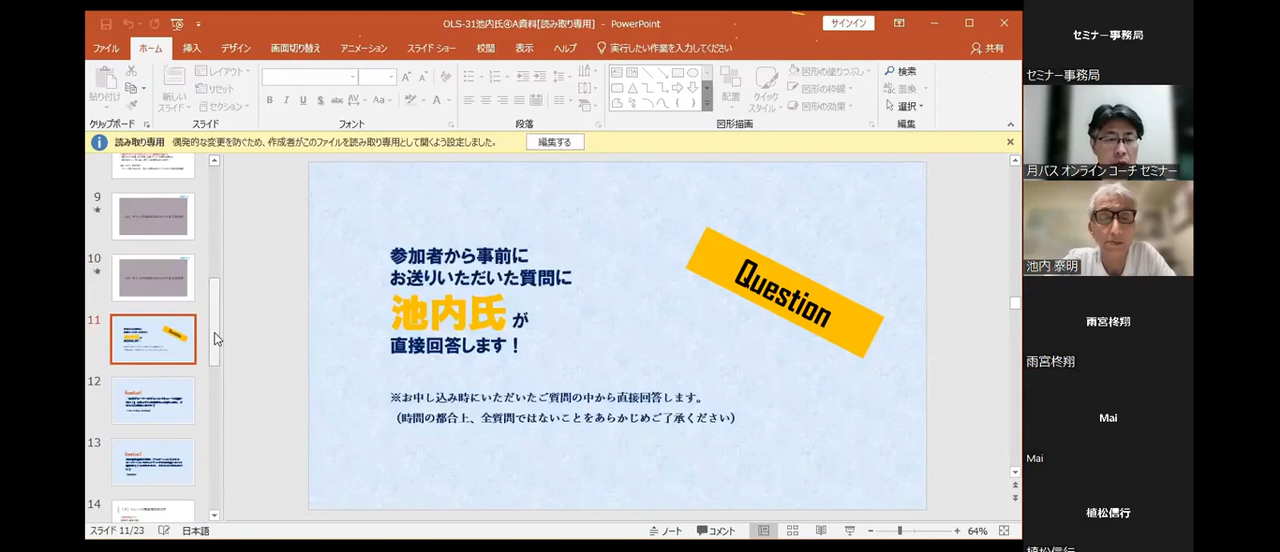 OLS-31池内氏④A資料[読み取り専用] - PowerPoint
サインイン
ファイル
ホーム
挿入
デザイン
画面切り替え
アニメーション
スライド ショー
校閲
表示
ヘルプ
実行したい作業を入力してください
共有
貼り付け
新しい
スライド
レイアウト
リセット
セクション
配置
クイック
スタイル
図形の塗りつぶし
図形の枠線
図形の効果
検索
置換
選択
クリップボード
スライド
フォント
段落
図形描画
編集
読み取り専用 偶発的な変更を防ぐため、作成者がこのファイルを読み取り専用として開くよう設定しました。
編集する
9
10
11
12
13
14
参加者から事前に
お送りいただいた質問に
池内氏が
直接回答します！
Question
※お申し込み時にいただいたご質問の中から直接回答します。
（時間の都合上、全質問ではないことをあらかじめご了承ください）
スライド 11/23
日本語
ノート
コメント
64%
セミナー事務局
セミナー事務局
月バス オンライン コーチ セミナー
池内 泰明
雨宮柊翔
雨宮柊翔
Mai
Mai
植松信行
植松信行